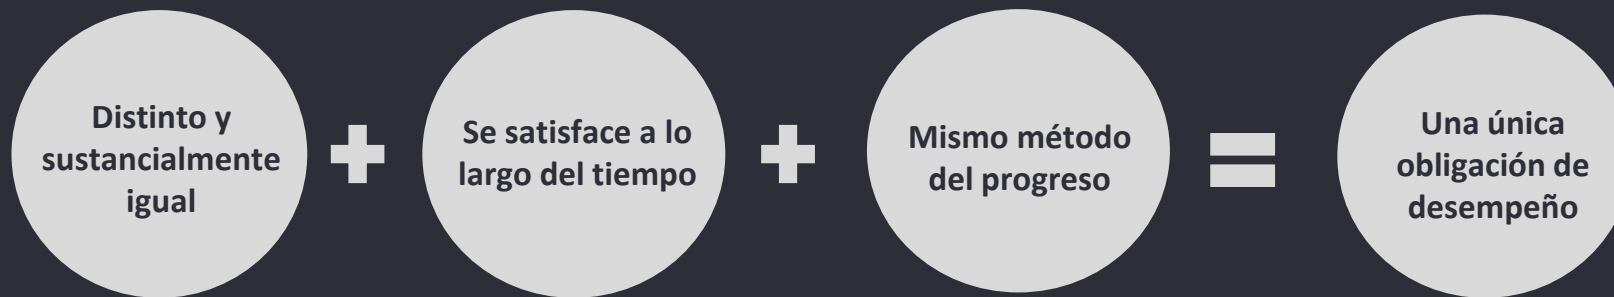 Distinto y
sustancialmente
igual
+
Se satisface a lo
largo del tiempo
+
Mismo método
del progreso
=
Una única
obligación de
desempeño